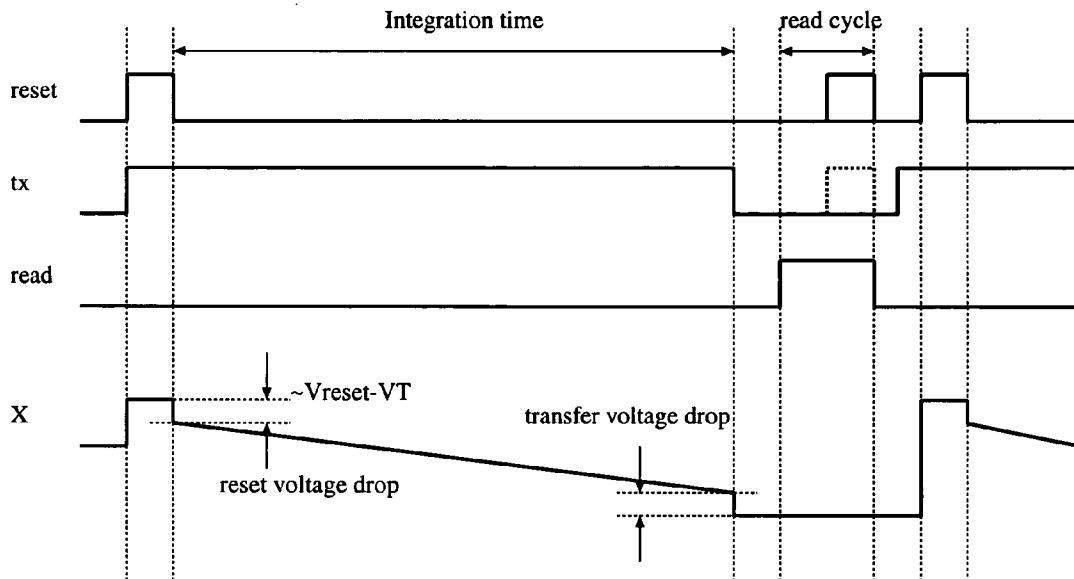 Integration time
read cycle
reset
tx
read
X
~Vreset-VT
transfer voltage drop
reset voltage drop